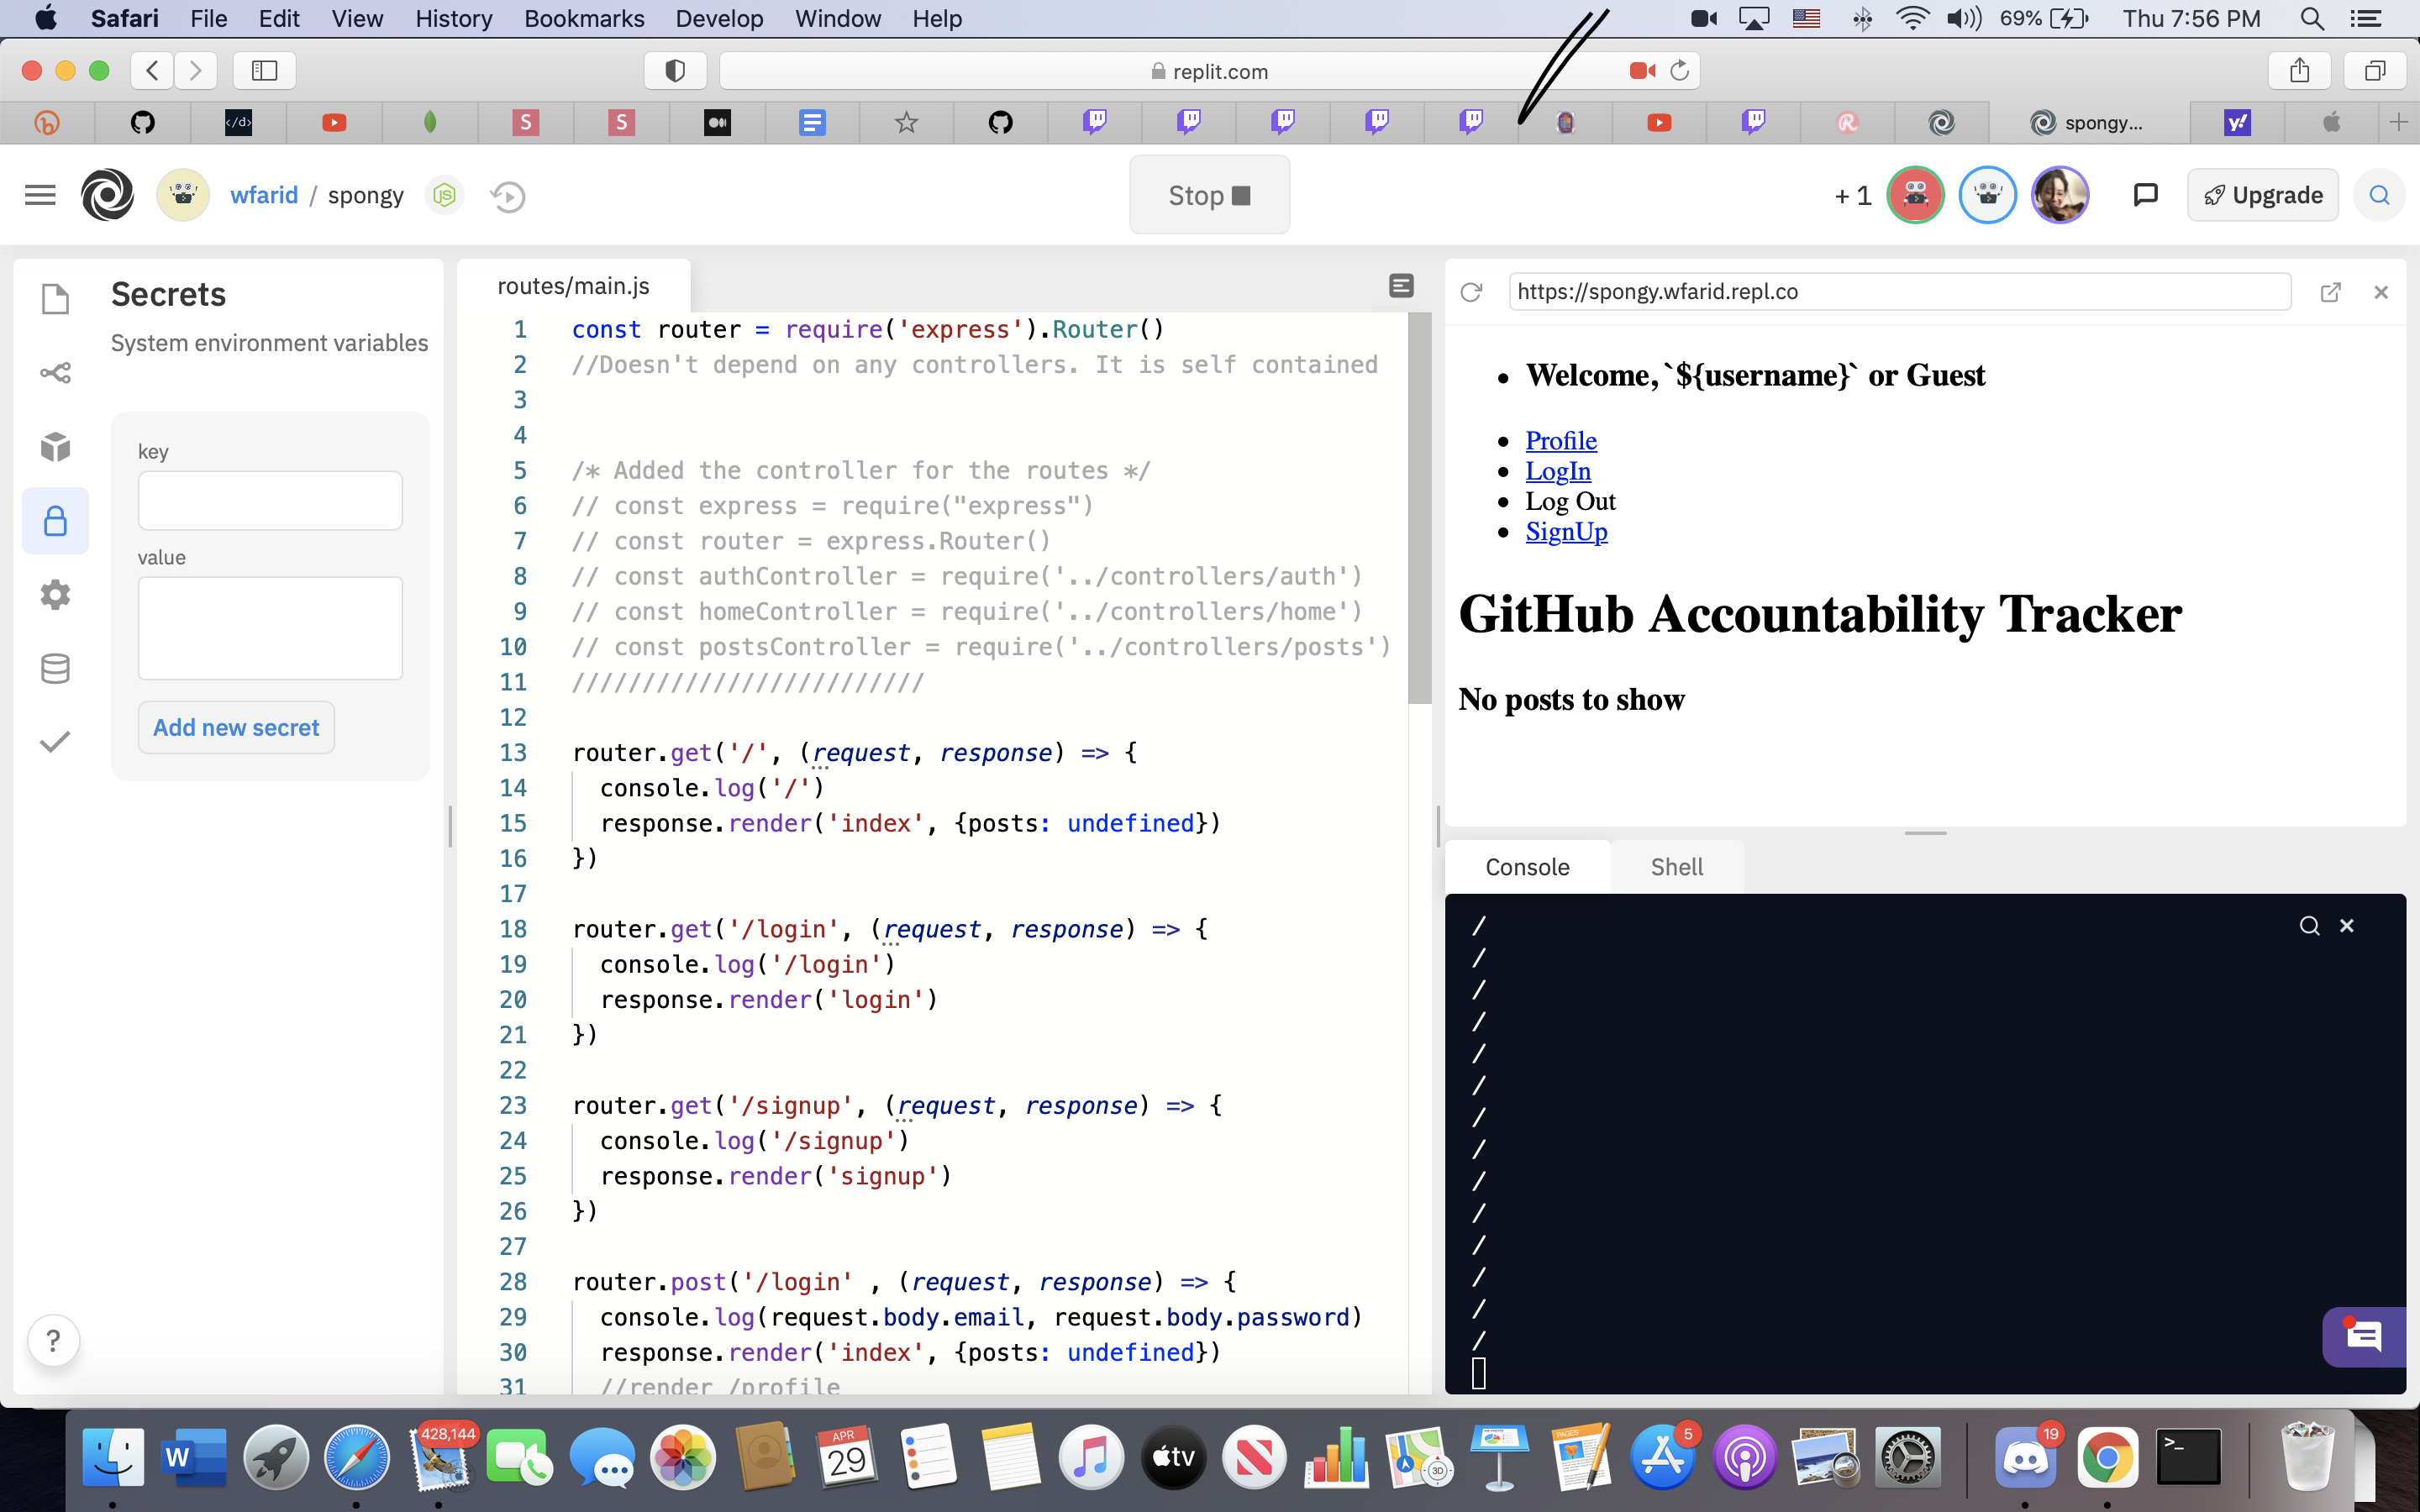 Safari File Edit View History Bookmarks Develop Window Help 69% Thu 7:56 PM
replit.com
b </d> S S R spongy... y! +
wfarid / spongy JS Stop + 1 Upgrade
Secrets
System environment variables
key
value
Add new secret
?
routes/main.js
1 const router = require('express').Router()
2 //Doesn't depend on any controllers. It is self contained
3
4
5 /* Added the controller for the routes */
6 // const express = require("express")
7 // const router = express.Router()
8 // const authController = require('../controllers/auth')
9 // const homeController = require('../controllers/home')
10 // const postsController = require('../controllers/posts')
11 /////////////////////////
12
13 router.get('/', (request, response) => {
14 console.log('/')
15 response.render('index', {posts: undefined})
16 })
17
18 router.get('/login', (request, response) => {
19 console.log('/login')
20 response.render('login')
21 })
22
23 router.get('/signup', (request, response) => {
24 console.log('/signup')
25 response.render('signup')
26 })
27
28 router.post('/login' , (request, response) => {
29 console.log(request.body.email, request.body.password)
30 response.render('index', {posts: undefined})
31 //render /profile
https://spongy.wfarid.repl.co
• Welcome,`${username}` or Guest
• Profile
• LogIn
• Log Out
• SignUp
GitHub Accountability Tracker
No posts to show
Console Shell
/
/
/
/
/
/
/
/
/
/
/
/
/
/
W 428,144 APR 29 tv N 3D PAGES 5 19 >_